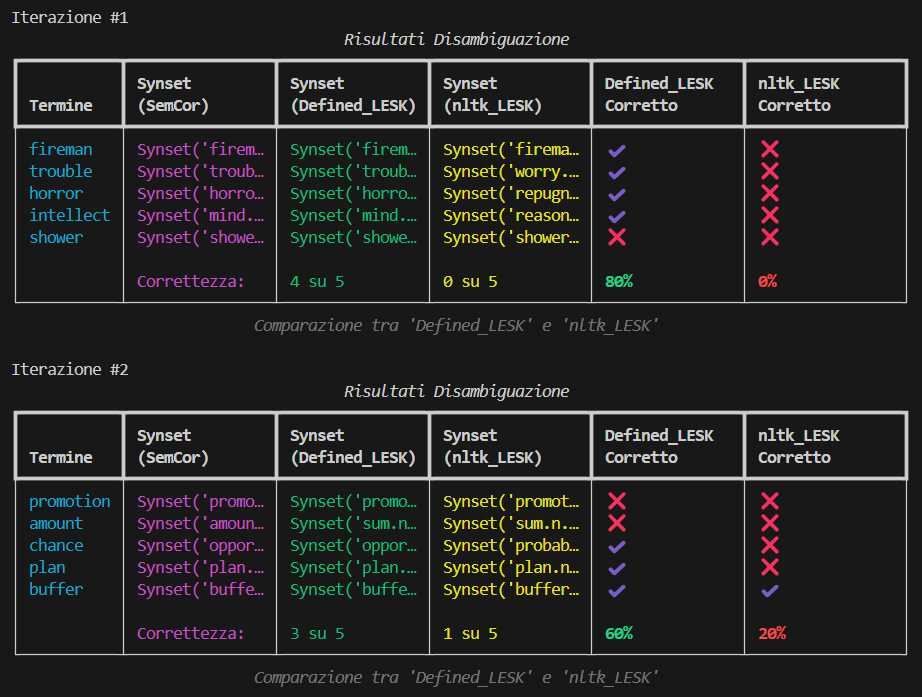 Iterazione #1
Risultati Disambiguazione
Termine Synset (SemCor) Synset (Defined_LESK) Synset (nltk_LESK) Defined_LESK Corretto nltk_LESK Corretto
fireman Synset('firem… Synset('firem… Synset('firema… ✓ ✗
trouble Synset('troub… Synset('troub… Synset('worry.… ✓ ✗
horror Synset('horro… Synset('horro… Synset('repugn… ✓ ✗
intellect Synset('mind.… Synset('mind.… Synset('reason… ✓ ✗
shower Synset('showe… Synset('showe… Synset('shower… ✗ ✗
Correttezza: 4 su 5 0 su 5 80% 0%
Comparazione tra 'Defined_LESK' e 'nltk_LESK'
Iterazione #2
Risultati Disambiguazione
Termine Synset (SemCor) Synset (Defined_LESK) Synset (nltk_LESK) Defined_LESK Corretto nltk_LESK Corretto
promotion Synset('promo… Synset('promo… Synset('promot… ✗ ✗
amount Synset('amoun… Synset('sum.n… Synset('sum.n.… ✗ ✗
chance Synset('oppor… Synset('oppor… Synset('probab… ✓ ✗
plan Synset('plan.… Synset('plan.… Synset('plan.n… ✓ ✗
buffer Synset('buffe… Synset('buffe… Synset('buffer… ✓ ✓
Correttezza: 3 su 5 1 su 5 60% 20%
Comparazione tra 'Defined_LESK' e 'nltk_LESK'